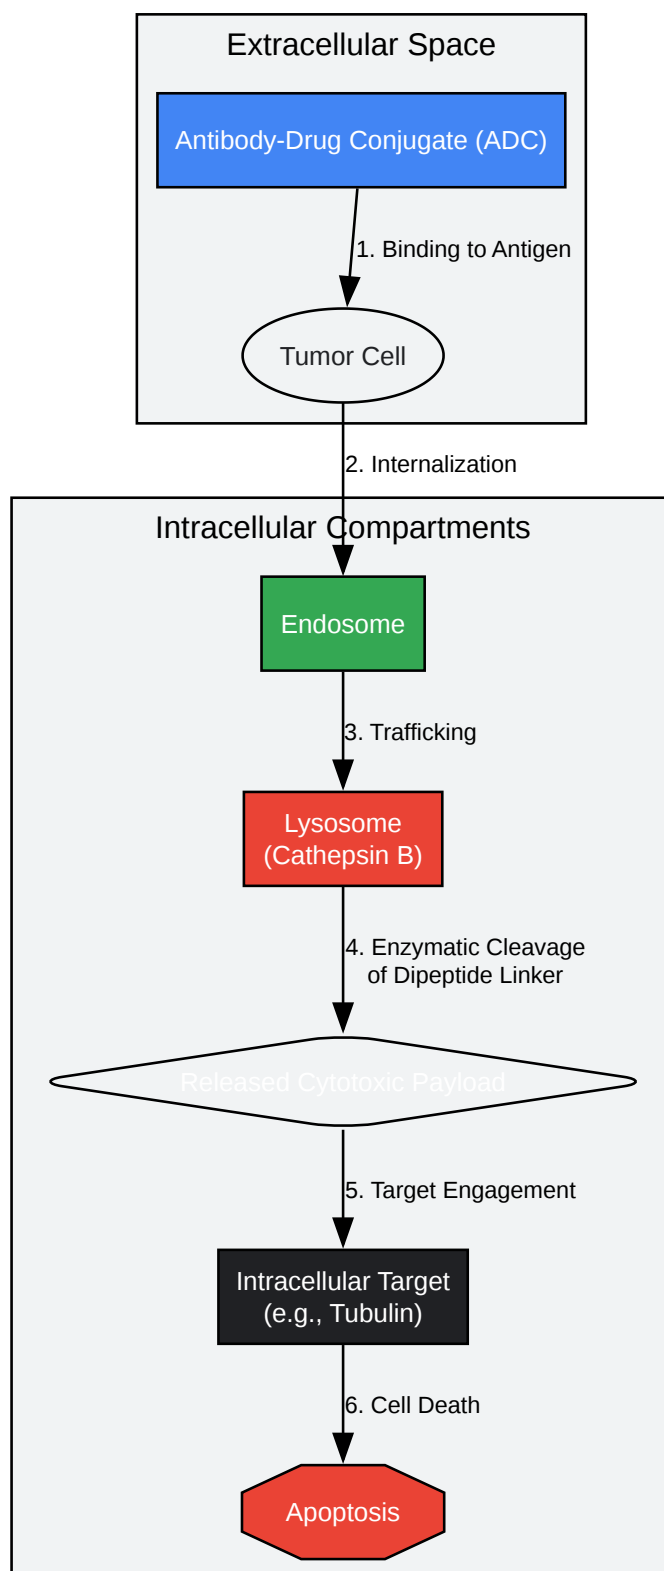 Extracellular Space
Antibody-Drug Conjugate (ADC)
1. Binding to Antigen
Tumor Cell
2. Internalization
Intracellular Compartments
Endosome
3. Trafficking
Lysosome
(Cathepsin B)
4. Enzymatic Cleavage
of Dipeptide Linker
Released Cytotoxic Payload
5. Target Engagement
Intracellular Target
(e.g., Tubulin)
6. Cell Death
Apoptosis